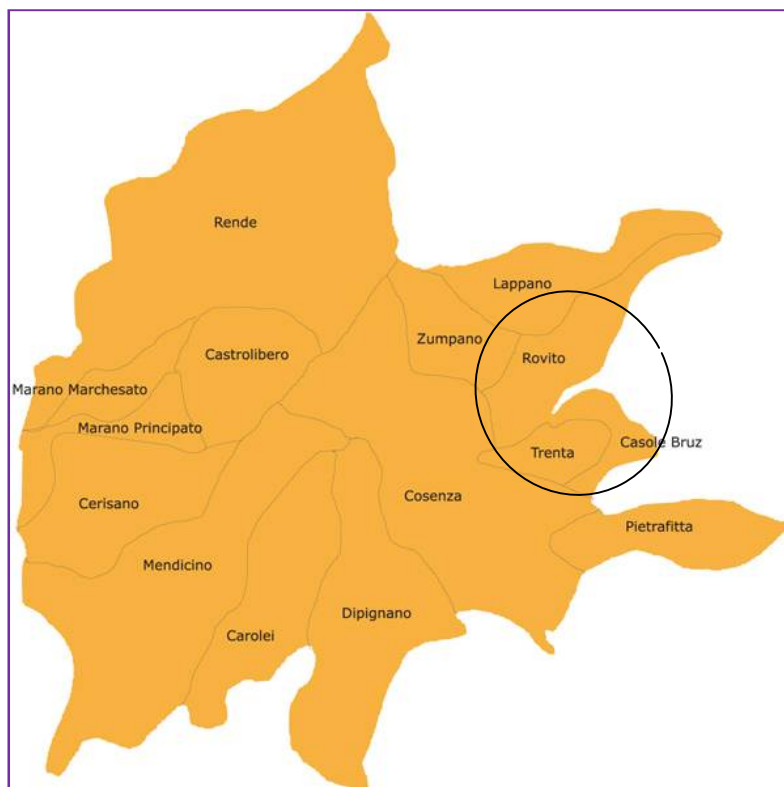 Rende
Lappano
Zumpano
Castrolibero
Rovito
Marano Marchesato
Marano Principato
Casole Bruz
Trenta
Cosenza
Cerisano
Pietrafitta
Mendicino
Dipignano
Carolei